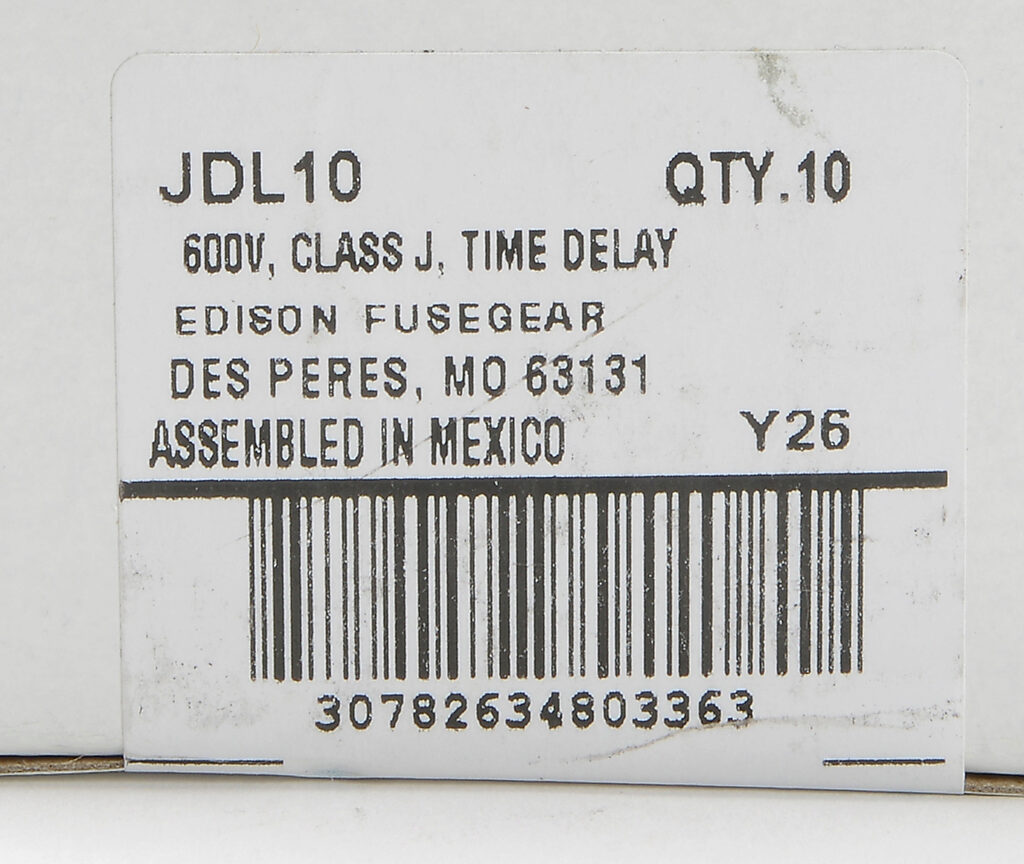 JDL10 QTY.10
600V, CLASS J, TIME DELAY
EDISON FUSEGEAR
DES PERES, MO 63131
ASSEMBLED IN MEXICO Y26
30782634803363